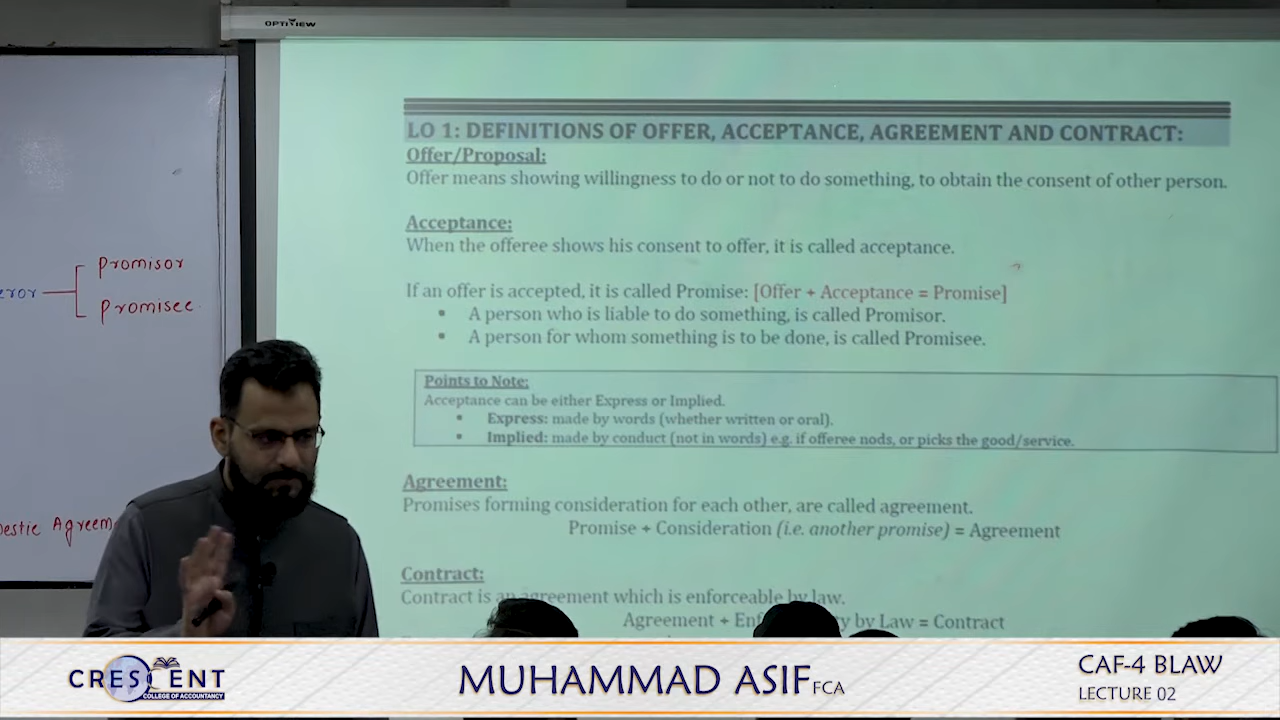 OPTIVIEW
LO 1: DEFINITIONS OF OFFER, ACCEPTANCE, AGREEMENT AND CONTRACT:
Offer/Proposal:
Offer means showing willingness to do or not to do something, to obtain the consent of other person.
Acceptance:
When the offeree shows his consent to offer, it is called acceptance.
If an offer is accepted, it is called Promise: [Offer + Acceptance = Promise]
• A person who is liable to do something, is called Promisor.
• A person for whom something is to be done, is called Promisee.
Points to Note:
Acceptance can be either Express or Implied.
▪ Express: made by words (whether written or oral).
▪ Implied: made by conduct (not in words) e.g. if offeree nods, or picks the good/service.
Agreement:
Promises forming consideration for each other, are called agreement.
Promise + Consideration (i.e. another promise) = Agreement
Contract:
Contract is an agreement which is enforceable by law.
Agreement + by Law = Contract
Promisor
Promisee
CRESCENT
COLLEGE OF ACCOUNTANCY
MUHAMMAD ASIF FCA
CAF-4 BLAW
LECTURE 02